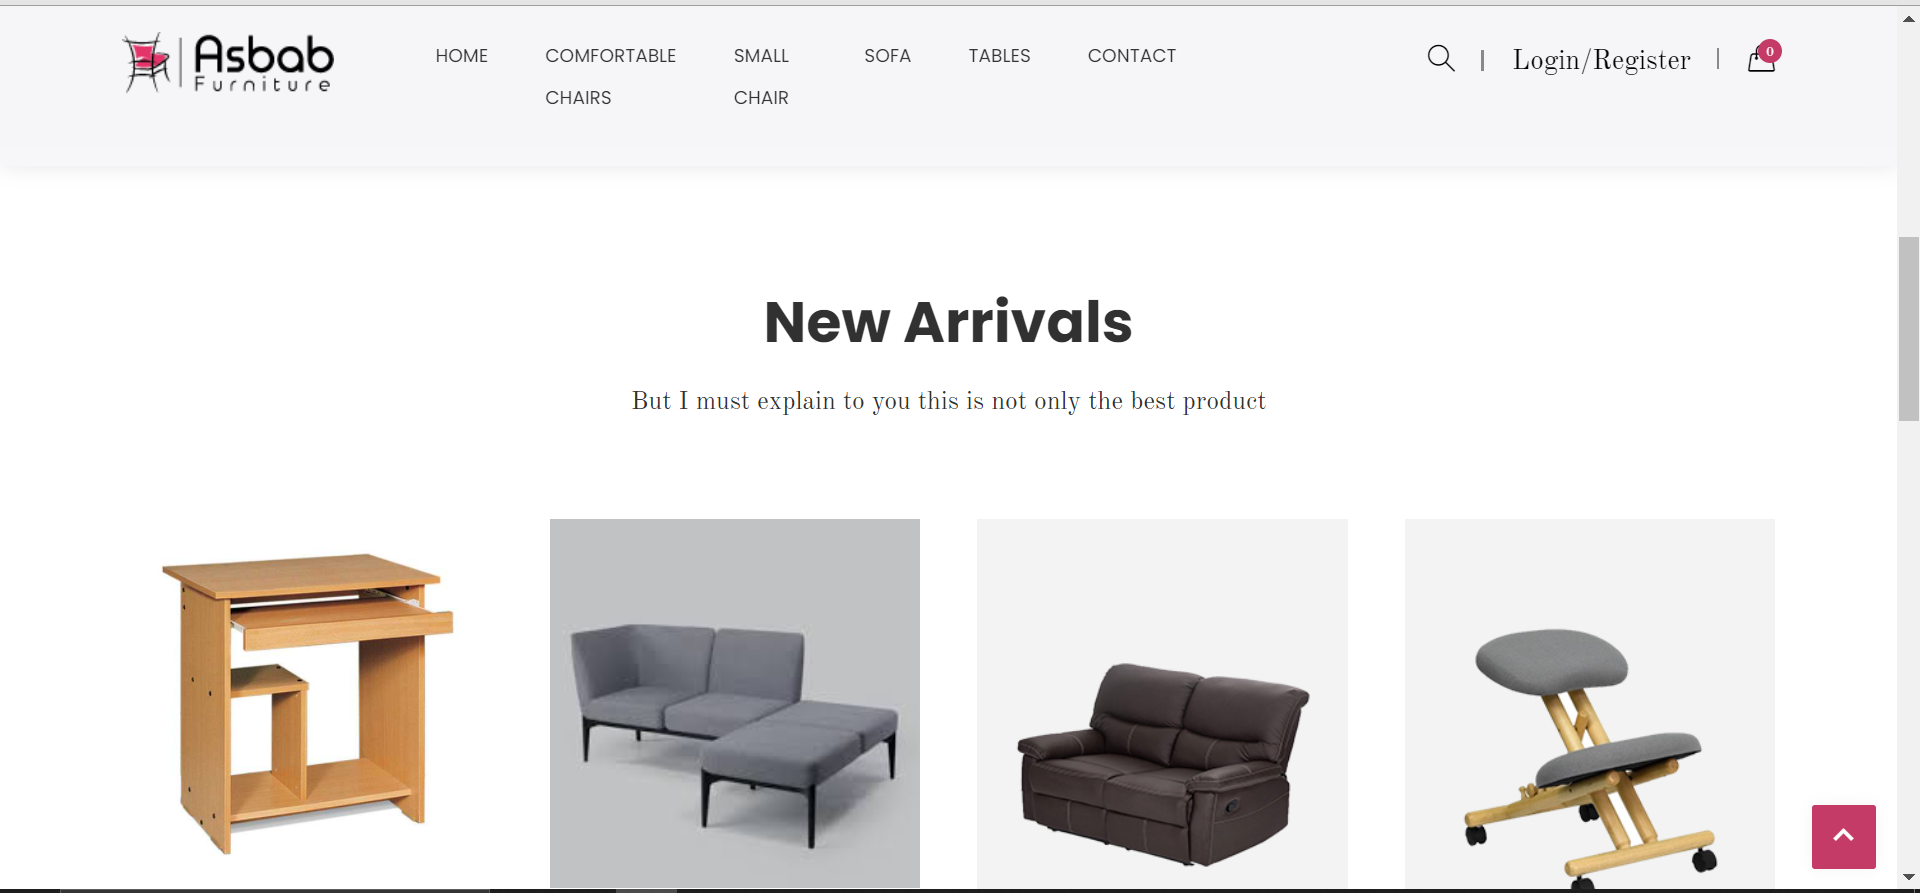 Asbab
Furniture
HOME
COMFORTABLE
CHAIRS
SMALL
CHAIR
SOFA
TABLES
CONTACT
| Login/Register |
0
New Arrivals
But I must explain to you this is not only the best product